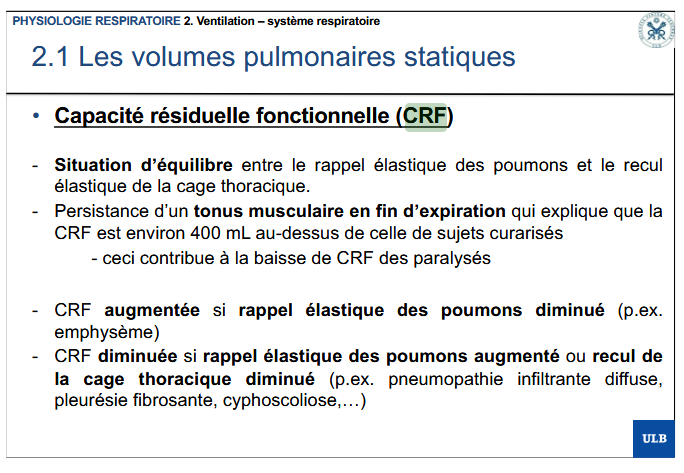 PHYSIOLOGIE RESPIRATOIRE 2. Ventilation – système respiratoire
2.1 Les volumes pulmonaires statiques
• Capacité résiduelle fonctionnelle (CRF)
- Situation d'équilibre entre le rappel élastique des poumons et le recul
élastique de la cage thoracique.
- Persistance d'un tonus musculaire en fin d'expiration qui explique que la
CRF est environ 400 mL au-dessus de celle de sujets curarisés
- ceci contribue à la baisse de CRF des paralysés
- CRF augmentée si rappel élastique des poumons diminué (p.ex.
emphysème)
- CRF diminuée si rappel élastique des poumons augmenté ou recul de
la cage thoracique diminué (p.ex. pneumopathie infiltrante diffuse,
pleurésie fibrosante, cyphoscoliose,…)
ULB